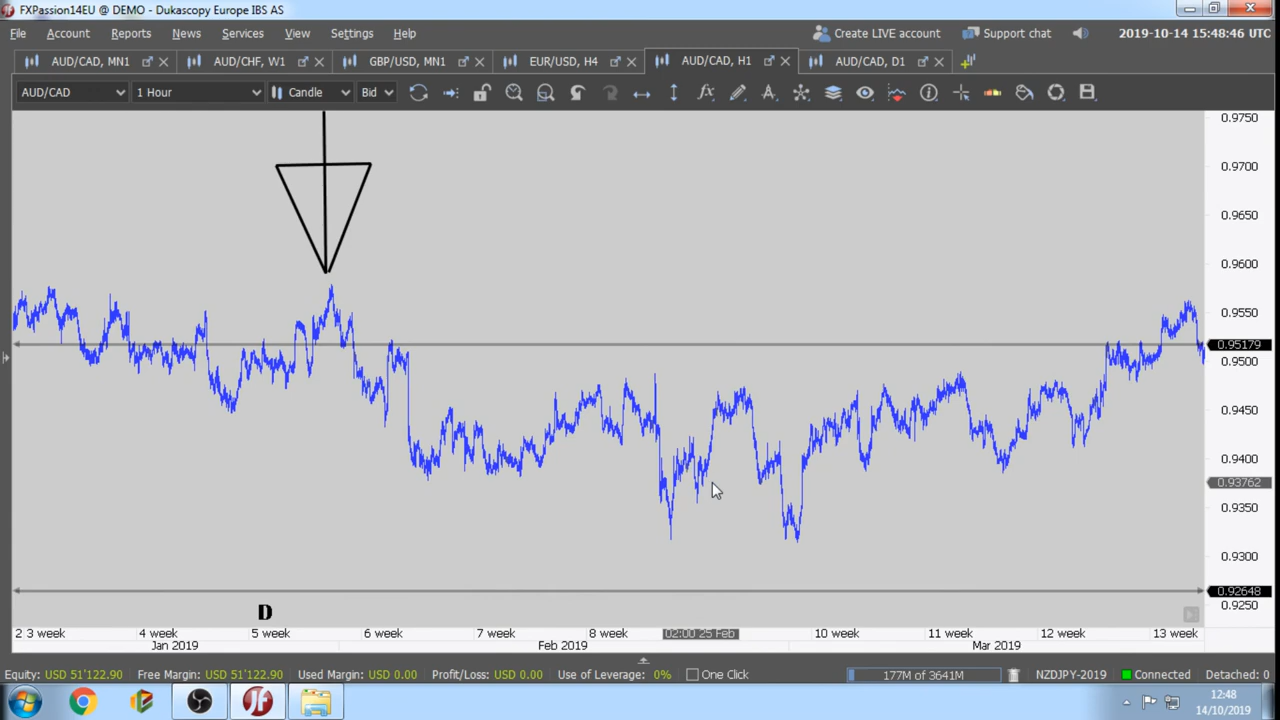 FXPassion14EU @ DEMO - Dukascopy Europe IBS AS
File Account Reports News Services View Settings Help Create LIVE account Support chat 2019-10-14 15:48:46 UTC
AUD/CAD, MN1 AUD/CHF, W1 GBP/USD, MN1 EUR/USD, H4 AUD/CAD, H1 AUD/CAD, D1
AUD/CAD 1 Hour Candle Bid
0.9750
0.9700
0.9650
0.9600
0.9550
0.95179
0.9500
0.9450
0.9400
0.93762
0.9350
0.9300
0.92648
0.9250
D
2 3 week 4 week 5 week 6 week 7 week 8 week 02:00 25 Feb 10 week 11 week 12 week 13 week
Jan 2019 Feb 2019 Mar 2019
Equity: USD 51'122.90 Free Margin: USD 51'122.90 Used Margin: USD 0.00 Profit/Loss: USD 0.00 Use of Leverage: 0% One Click 177M of 3641M NZDJPY-2019 Connected Detached: 0
12:48
14/10/2019